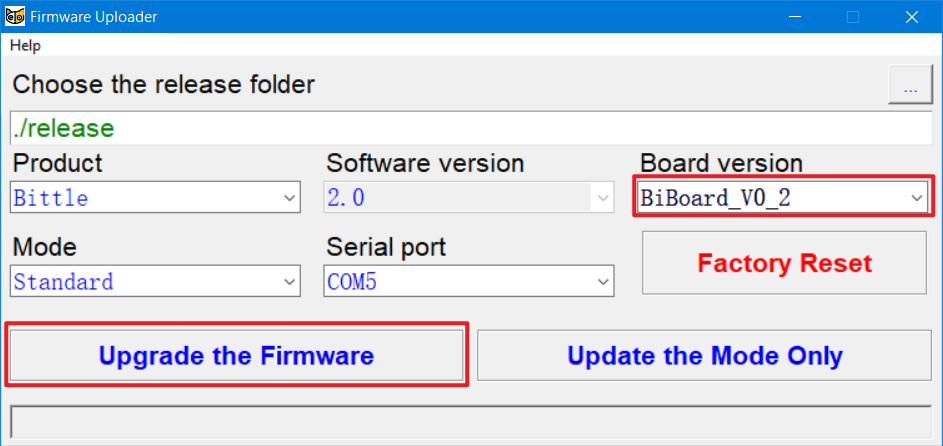 Firmware Uploader
Help
Choose the release folder
...
./release
Product Software version Board version
Bittle 2.0 BiBoard_V0_2
Mode Serial port
Standard COM5 Factory Reset
Upgrade the Firmware Update the Mode Only